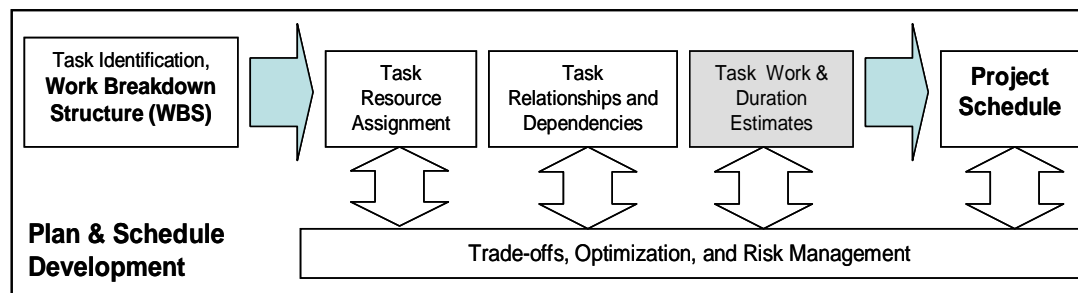 Task Identification,
Work Breakdown
Structure (WBS)
Task
Resource
Assignment
Task
Relationships and
Dependencies
Task Work &
Duration
Estimates
Project
Schedule
Plan & Schedule
Development
Trade-offs, Optimization, and Risk Management